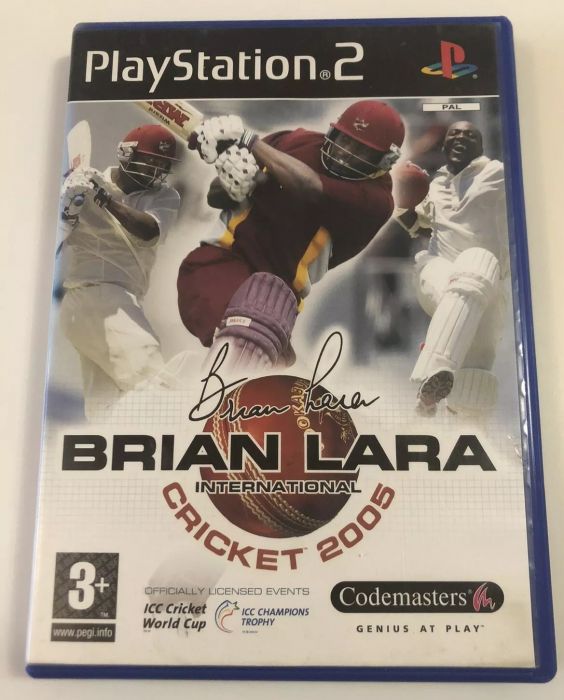 PlayStation®2
PAL
Brian Lara
BRIAN LARA
INTERNATIONAL
CRICKET™ 2005
3+
www.pegi.info
OFFICIALLY LICENSED EVENTS
ICC Cricket
World Cup
ICC CHAMPIONS
TROPHY
Codemasters®
GENIUS AT PLAY™